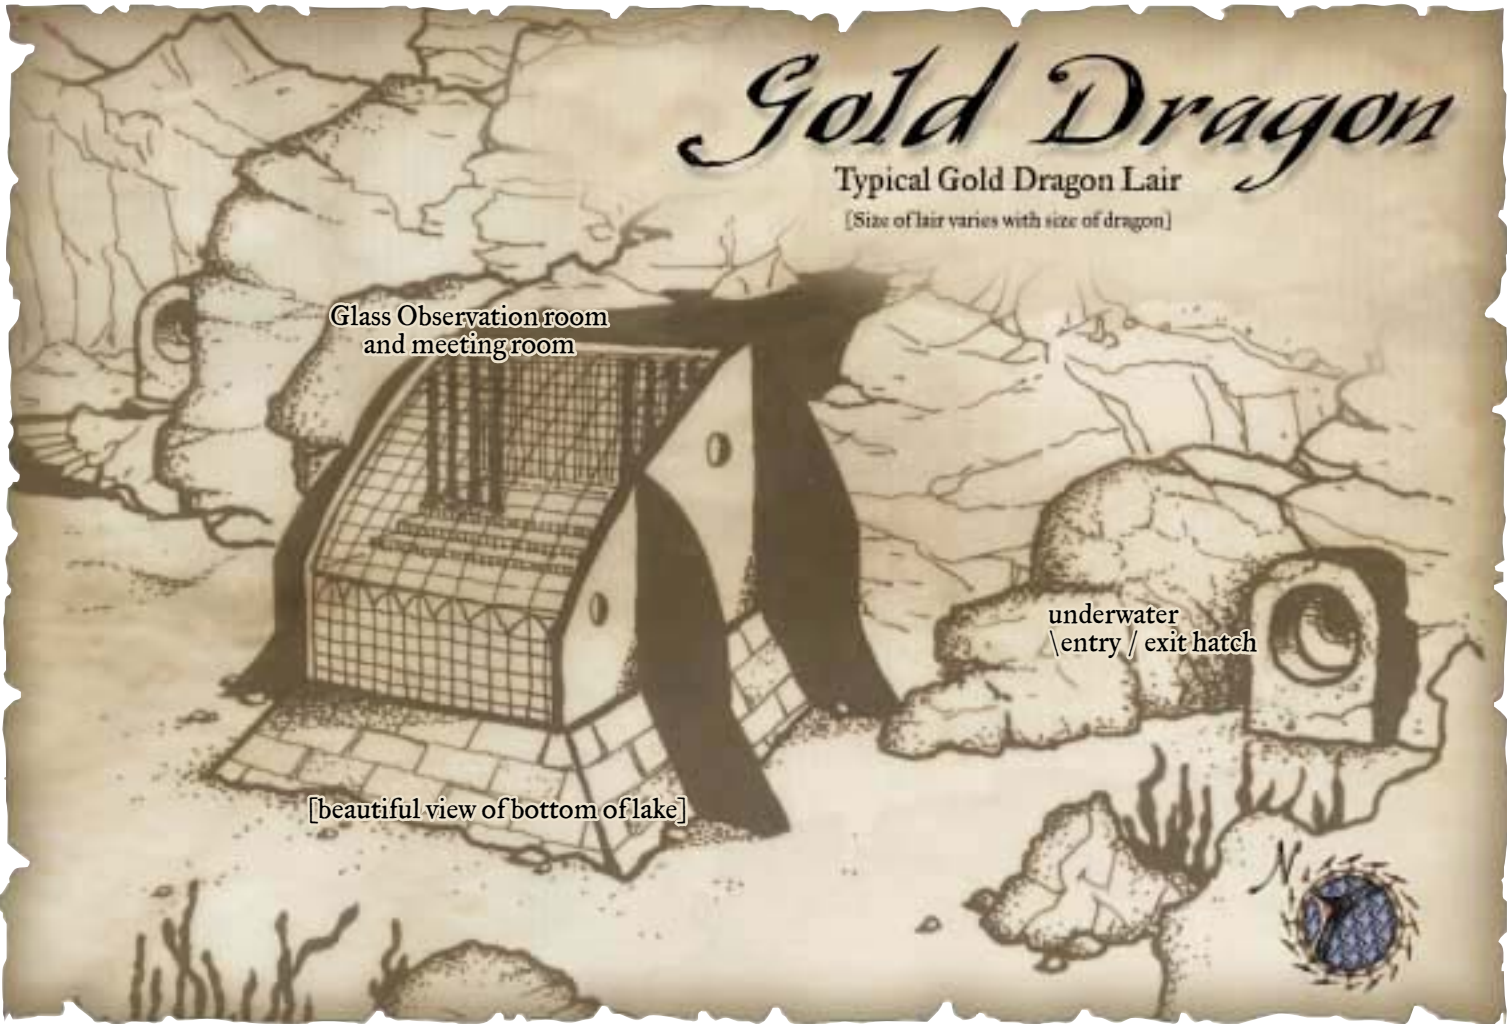 Gold Dragon
Typical Gold Dragon Lair
[Size of lair varies with size of dragon]
Glass Observation room
and meeting room
underwater
\entry / exit hatch
[beautiful view of bottom of lake]
N